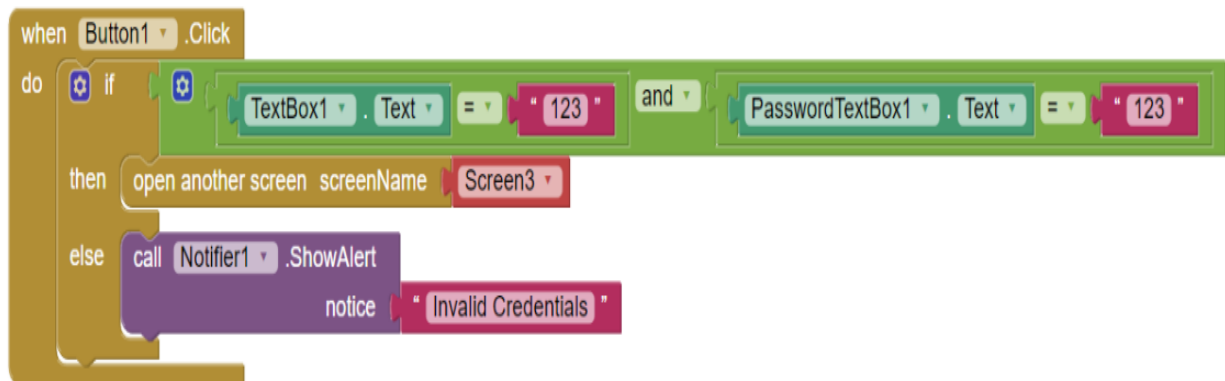 when Button1 .Click
do if TextBox1 . Text = " 123 " and PasswordTextBox1 . Text = " 123 "
then open another screen screenName Screen3
else call Notifier1 .ShowAlert
notice " Invalid Credentials "